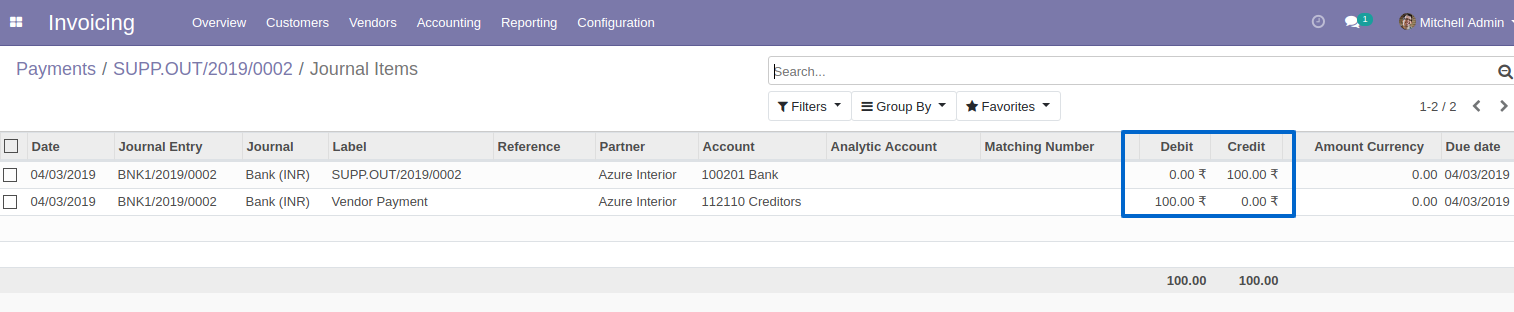 Invoicing Overview Customers Vendors Accounting Reporting Configuration 1 Mitchell Admin
Payments / SUPP.OUT/2019/0002 / Journal Items Search...
Filters Group By Favorites 1-2 / 2
Date Journal Entry Journal Label Reference Partner Account Analytic Account Matching Number Debit Credit Amount Currency Due date
04/03/2019 BNK1/2019/0002 Bank (INR) SUPP.OUT/2019/0002 Azure Interior 100201 Bank 0.00 ₹ 100.00 ₹ 0.00 04/03/2019
04/03/2019 BNK1/2019/0002 Bank (INR) Vendor Payment Azure Interior 112110 Creditors 100.00 ₹ 0.00 ₹ 0.00 04/03/2019
100.00 100.00